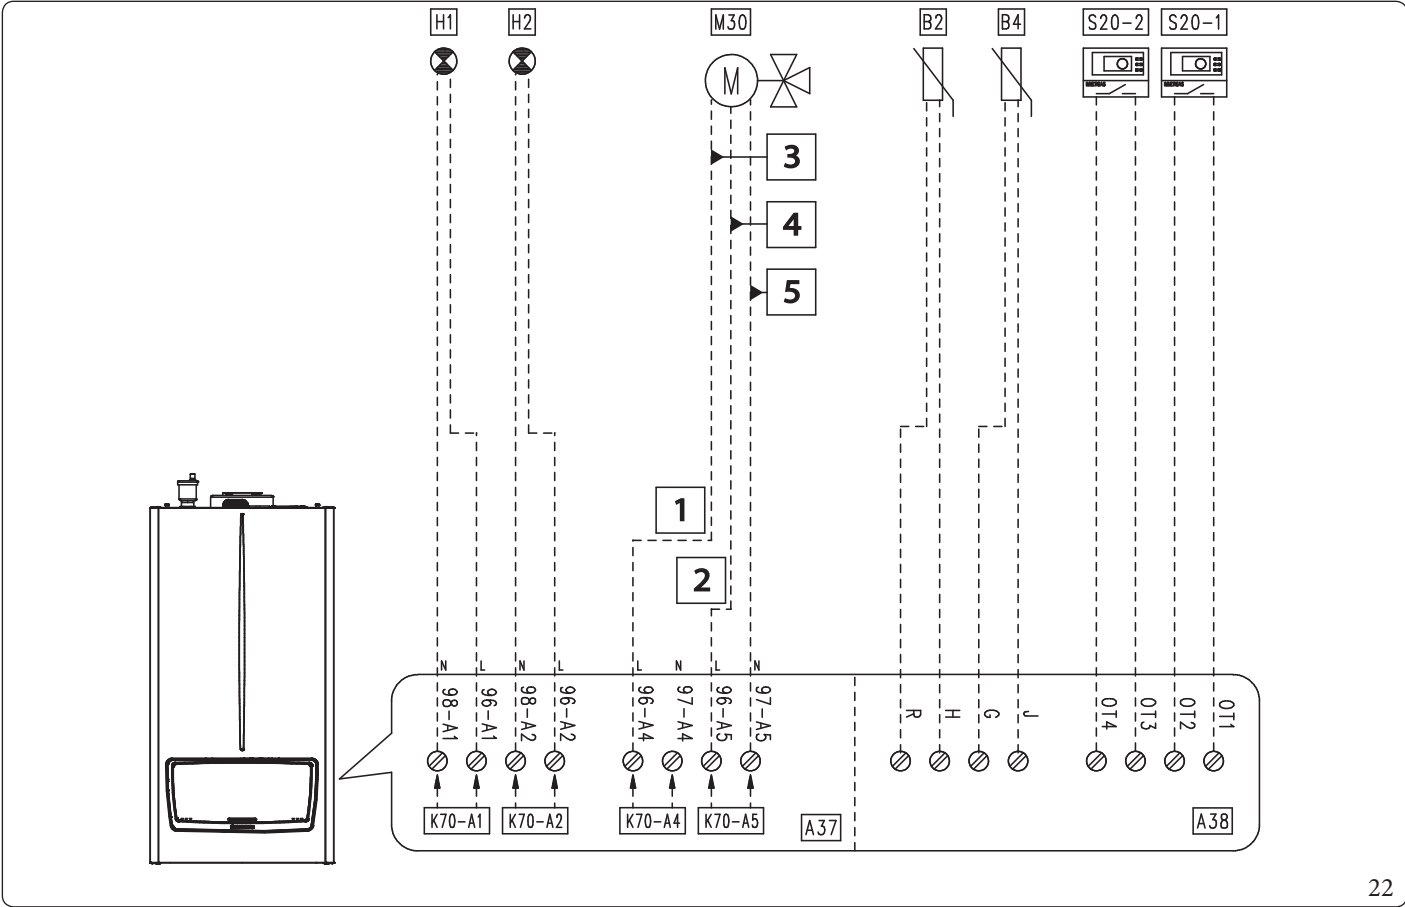 H1 H2 M30 B2 B4 S20-2 S20-1
M
3
4
5
1
2
N L N L L N L N
98-A1 96-A1 98-A2 96-A2 96-A4 97-A4 96-A5 97-A5 R H G J OT4 OT3 OT2 OT1
K70-A1 K70-A2 K70-A4 K70-A5 A37 A38
22